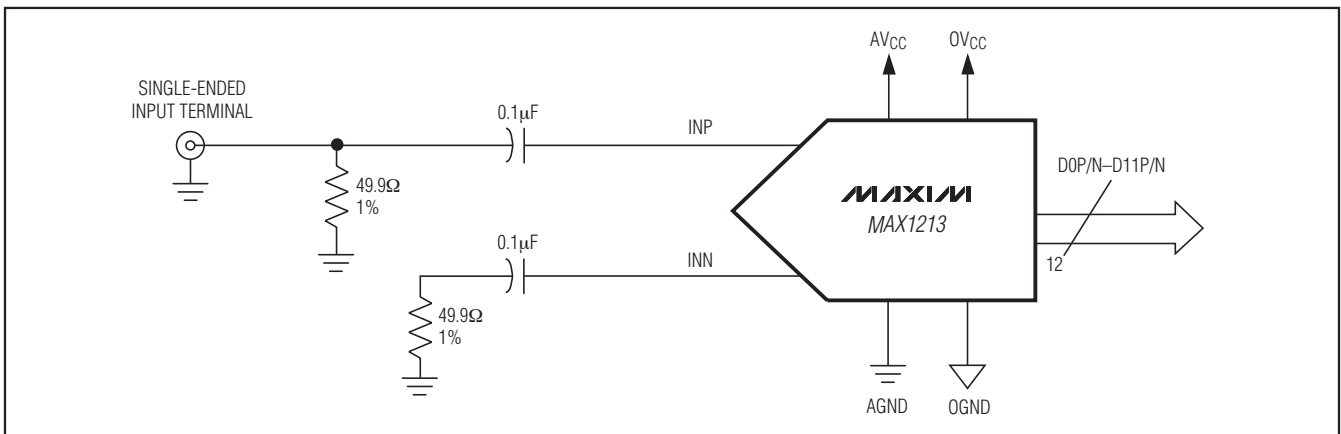 AVCC
OVCC
SINGLE-ENDED
INPUT TERMINAL
0.1µF
INP
D0P/N–D11P/N
49.9Ω
1%
MAXIM
MAX1213
0.1µF
INN
12
49.9Ω
1%
AGND
OGND